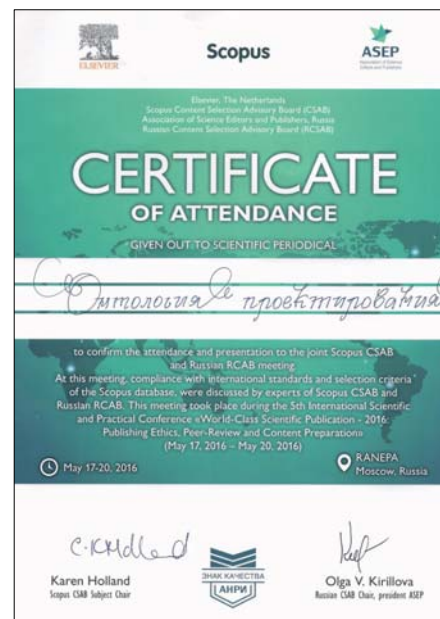 ELSEVIER
Scopus
ASEP
Association of Science
Editors and Publishers
Elsevier, The Netherlands
Scopus Content Selection Advisory Board (CSAB)
Association of Science Editors and Publishers, Russia
Russian Content Selection Advisory Board (RCSAB)
CERTIFICATE
OF ATTENDANCE
GIVEN OUT TO SCIENTIFIC PERIODICAL
Онтология проектирования
to confirm the attendance and presentation to the joint Scopus CSAB
and Russian RCAB meeting
At this meeting, compliance with international standards and selection criteria
of the Scopus database, were discussed by experts of Scopus CSAB and
Russian RCAB. This meeting took place during the 5th International Scientific
and Practical Conference «World-Class Scientific Publication - 2016:
Publishing Ethics, Peer-Review and Content Preparation»
(May 17, 2016 – May 20, 2016)
May 17-20, 2016
RANEPA
Moscow, Russia
Karen Holland
Scopus CSAB Subject Chair
ЗНАК КАЧЕСТВА
АНРИ
Olga V. Kirillova
Russian CSAB Chair, president ASEP